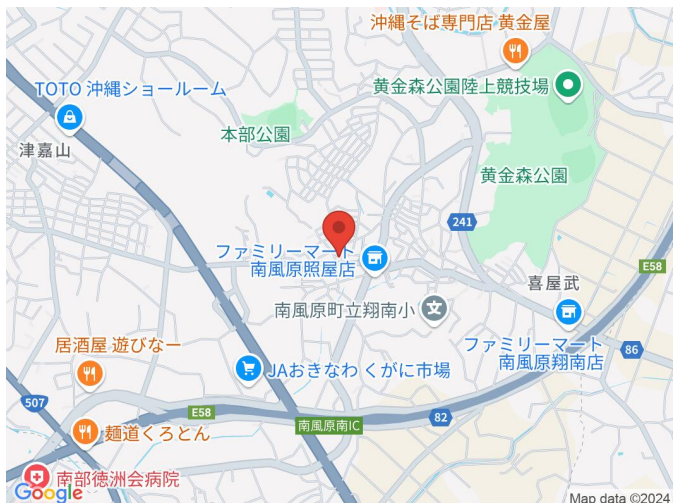 沖縄そば専門店 黄金屋
TOTO 沖縄ショールーム
黄金森公園陸上競技場
本部公園
津嘉山
黄金森公園
241
ファミリーマート
南風原照屋店
E58
喜屋武
南風原町立翔南小
居酒屋 遊びなー
ファミリーマート
南風原翔南店
86
JAおきなわ くがに市場
507
E58
82
麺道くろとん
南風原南IC
南部徳洲会病院
Google
Map data ©2024